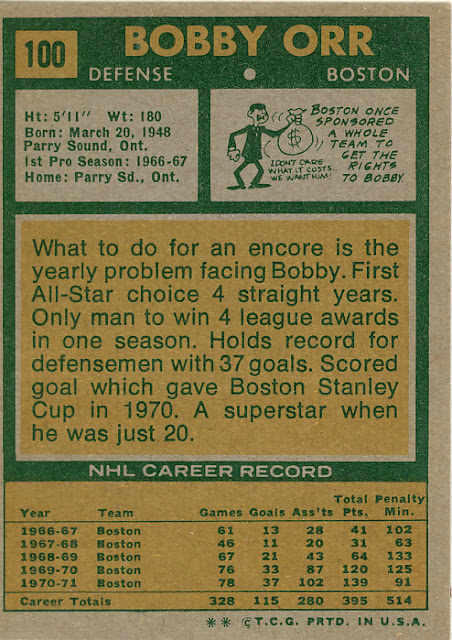 100
BOBBY ORR
DEFENSE • BOSTON
Ht: 5'11" Wt: 180
Born: March 20, 1948
Parry Sound, Ont.
1st Pro Season: 1966-67
Home: Parry Sd., Ont.
BOSTON ONCE
SPONSORED
A WHOLE
TEAM TO
GET THE
RIGHTS
TO BOBBY.
$
I DON'T CARE
WHAT IT COSTS..
WE WANT HIM!
What to do for an encore is the
yearly problem facing Bobby. First
All-Star choice 4 straight years.
Only man to win 4 league awards
in one season. Holds record for
defensemen with 37 goals. Scored
goal which gave Boston Stanley
Cup in 1970. A superstar when
he was just 20.
NHL CAREER RECORD
Year Team Games Goals Ass'ts Total Pts. Penalty Min.
1966-67 Boston 61 13 28 41 102
1967-68 Boston 46 11 20 31 63
1968-69 Boston 67 21 43 64 133
1969-70 Boston 76 33 87 120 125
1970-71 Boston 78 37 102 139 91
Career Totals 328 115 280 395 514
** ©T.C.G. PRTD. IN U.S.A.